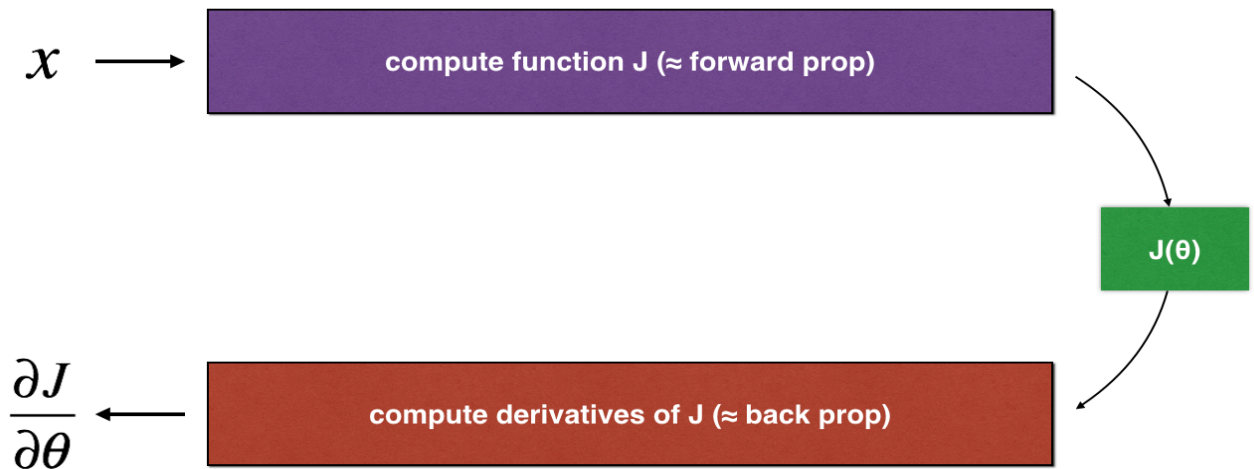 x
compute function J (≈ forward prop)
J(θ)
∂J
∂θ
compute derivatives of J (≈ back prop)